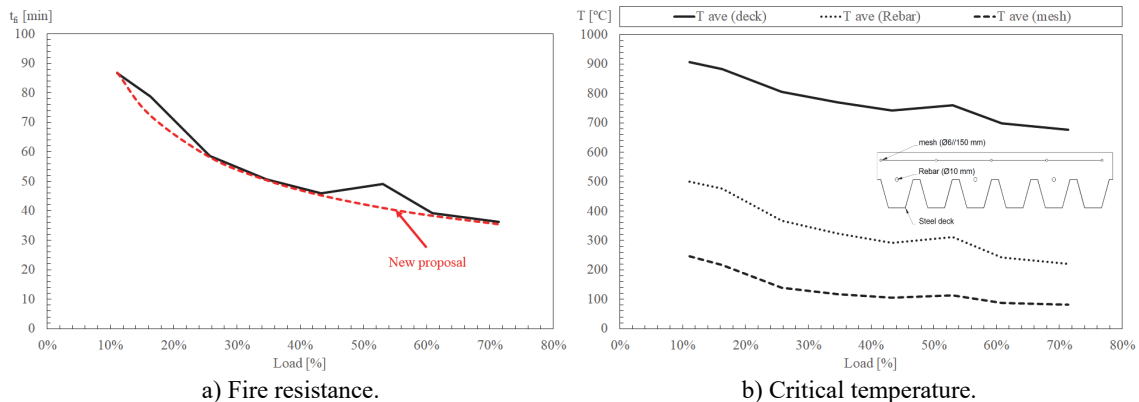 t_fi [min]
100
90
80
70
60
50
40
30
20
10
0
0% 10% 20% 30% 40% 50% 60% 70% 80%
Load [%]
New proposal
a) Fire resistance.
T [ºC]
T ave (deck) T ave (Rebar) T ave (mesh)
1000
900
800
700
600
500
400
300
200
100
0
mesh (Ø6//150 mm)
Rebar (Ø10 mm)
Steel deck
0% 10% 20% 30% 40% 50% 60% 70% 80%
Load [%]
b) Critical temperature.